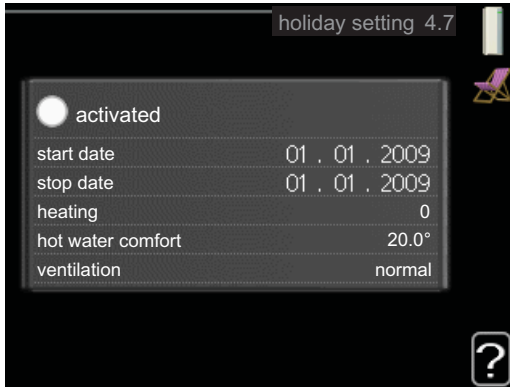 holiday setting 4.7
activated
start date 01 . 01 . 2009
stop date 01 . 01 . 2009
heating 0
hot water comfort 20.0°
ventilation normal
?